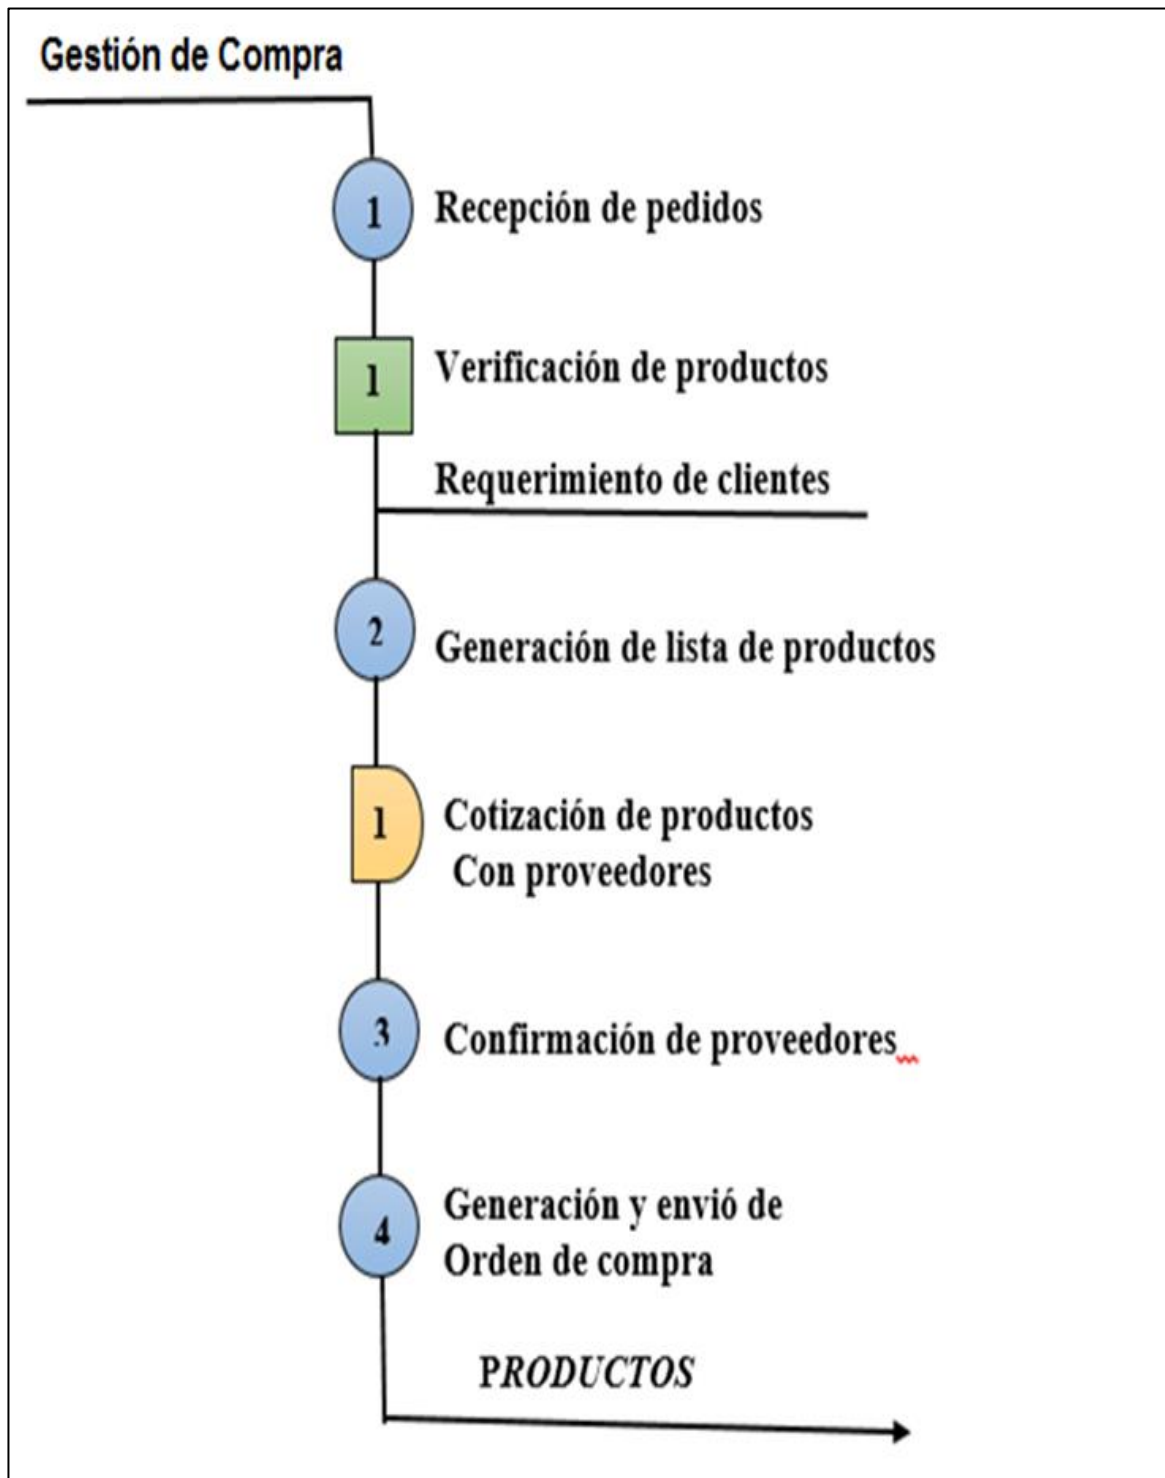 Gestión de Compra
1
Recepción de pedidos
1
Verificación de productos
Requerimiento de clientes
2
Generación de lista de productos
1
Cotización de productos
Con proveedores
3
Confirmación de proveedores
4
Generación y envió de
Orden de compra
PRODUCTOS